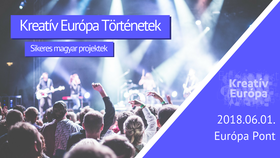 Kreatív Európa Történetek
Sikeres magyar projektek
Kreatív
Európa
2018.06.01.
Európa Pont